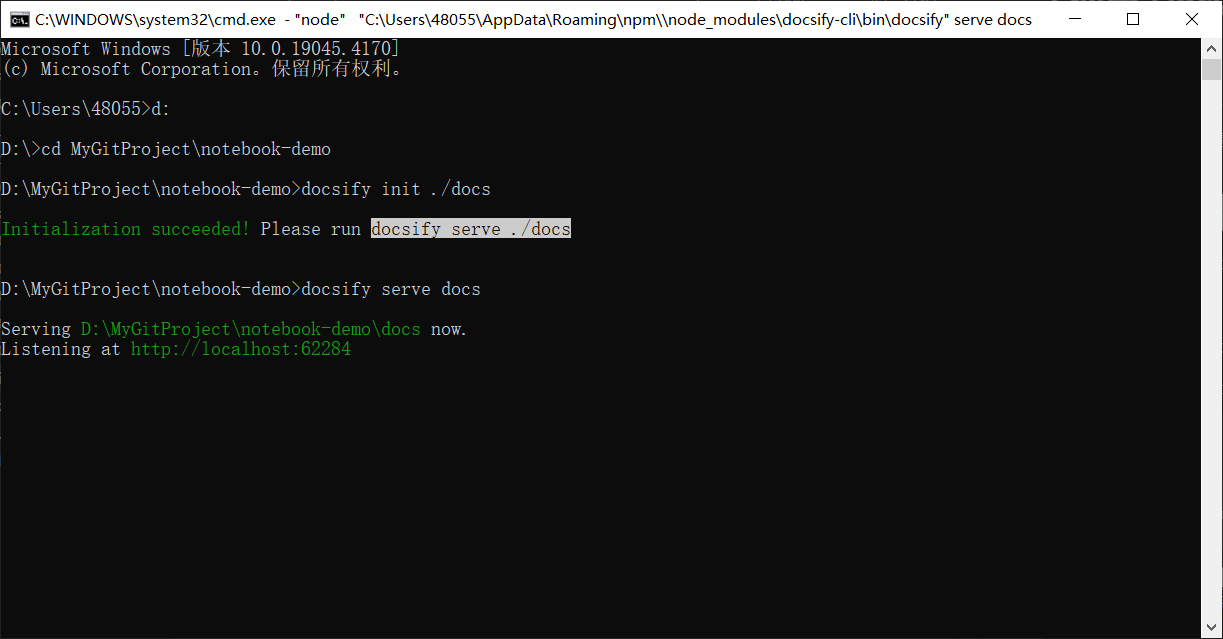 C:\WINDOWS\system32\cmd.exe - "node" "C:\Users\48055\AppData\Roaming\npm\\node_modules\docsify-cli\bin\docsify" serve docs
Microsoft Windows [版本 10.0.19045.4170]
(c) Microsoft Corporation。保留所有权利。
C:\Users\48055>d:
D:\>cd MyGitProject\notebook-demo
D:\MyGitProject\notebook-demo>docsify init ./docs
Initialization succeeded! Please run docsify serve ./docs
D:\MyGitProject\notebook-demo>docsify serve docs
Serving D:\MyGitProject\notebook-demo\docs now.
Listening at http://localhost:62284